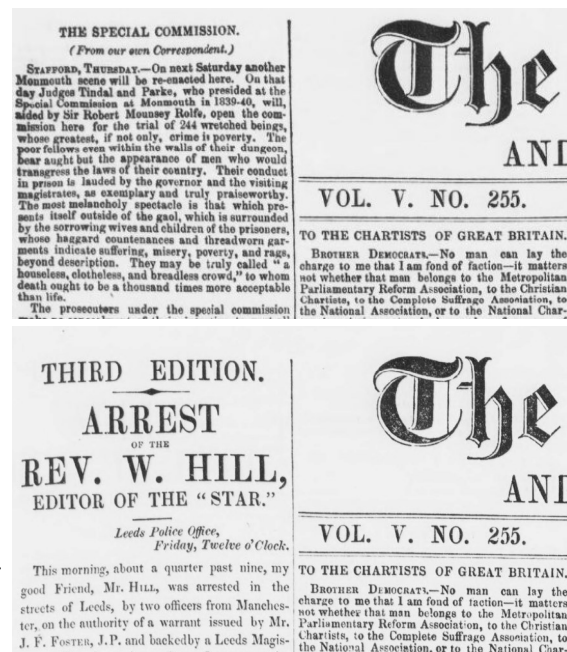 THE SPECIAL COMMISSION.
(From our own Correspondent.)
STAFFORD, THURSDAY.—On next Saturday another
Monmouth scene will be re-enacted here. On that
day Judges Tindal and Parke, who presided at the
Special Commission at Monmouth in 1839-40, will,
aided by Sir Robert Mounsey Rolfe, open the com-
mission here for the trial of 244 wretched beings,
whose greatest, if not only, crime is poverty. The
poor fellows even within the walls of their dungeon,
bear aught but the appearance of men who would
transgress the laws of their country. Their conduct
in prison is lauded by the governor and the visiting
magistrates, as exemplary and truly praiseworthy.
The most melancholy spectacle is that which pre-
sents itself outside of the gaol, which is surrounded
by the sorrowing wives and children of the prisoners,
whose haggard countenances and threadworn gar-
ments indicate suffering, misery, poverty, and rags,
beyond description. They may be truly called "a
houseless, clotheless, and breadless crowd," to whom
death ought to be a thousand times more acceptable
than life.
The prosecutors under the special commission
The
AND
VOL. V. NO. 255.
TO THE CHARTISTS OF GREAT BRITAIN.
BROTHER DEMOCRATS,—No man can lay the
charge to me that I am fond of faction—it matters
not whether that man belongs to the Metropolitan
Parliamentary Reform Association, to the Christian
Chartists, to the Complete Suffrage Association, to
the National Association, or to the National Char-
THIRD EDITION.
ARREST
OF THE
REV. W. HILL,
EDITOR OF THE "STAR."
Leeds Police Office,
Friday, Twelve o'Clock.
This morning, about a quarter past nine, my
good Friend, Mr. HILL, was arrested in the
streets of Leeds, by two officers from Manches-
ter, on the authority of a warrant issued by Mr.
J. F. FOSTER, J.P. and backed by a Leeds Magis-
The
AND
VOL. V. NO. 255.
TO THE CHARTISTS OF GREAT BRITAIN.
BROTHER DEMOCRATS,—No man can lay the
charge to me that I am fond of faction—it matters
not whether that man belongs to the Metropolitan
Parliamentary Reform Association, to the Christian
Chartists, to the Complete Suffrage Association, to
the National Association, or to the National Char-